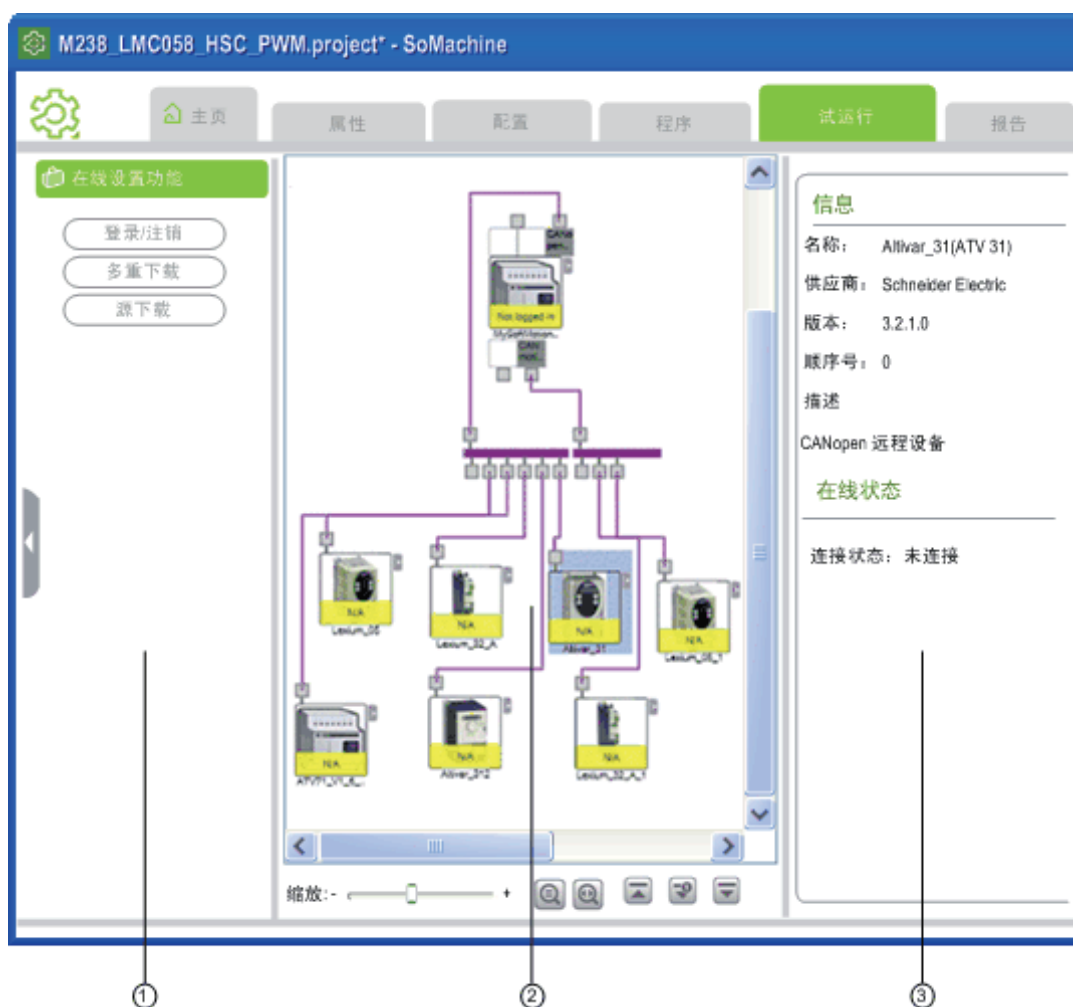 M238_LMC058_HSC_PWM.project* - SoMachine
主页
属性
配置
程序
试运行
报告
在线设置功能
登录/注销
多重下载
源下载
CAN
Not logged in
CAN
N/A
Lexium_05
N/A
Lexium_32_A
N/A
Altivar_31
N/A
Lexium_05_1
N/A
N/A
Altivar_312
N/A
Lexium_32_A_1
缩放:-
+
信息
名称： Altivar_31(ATV 31)
供应商： Schneider Electric
版本： 3.2.1.0
顺序号： 0
描述
CANopen 远程设备
在线状态
连接状态：未连接
①
②
③